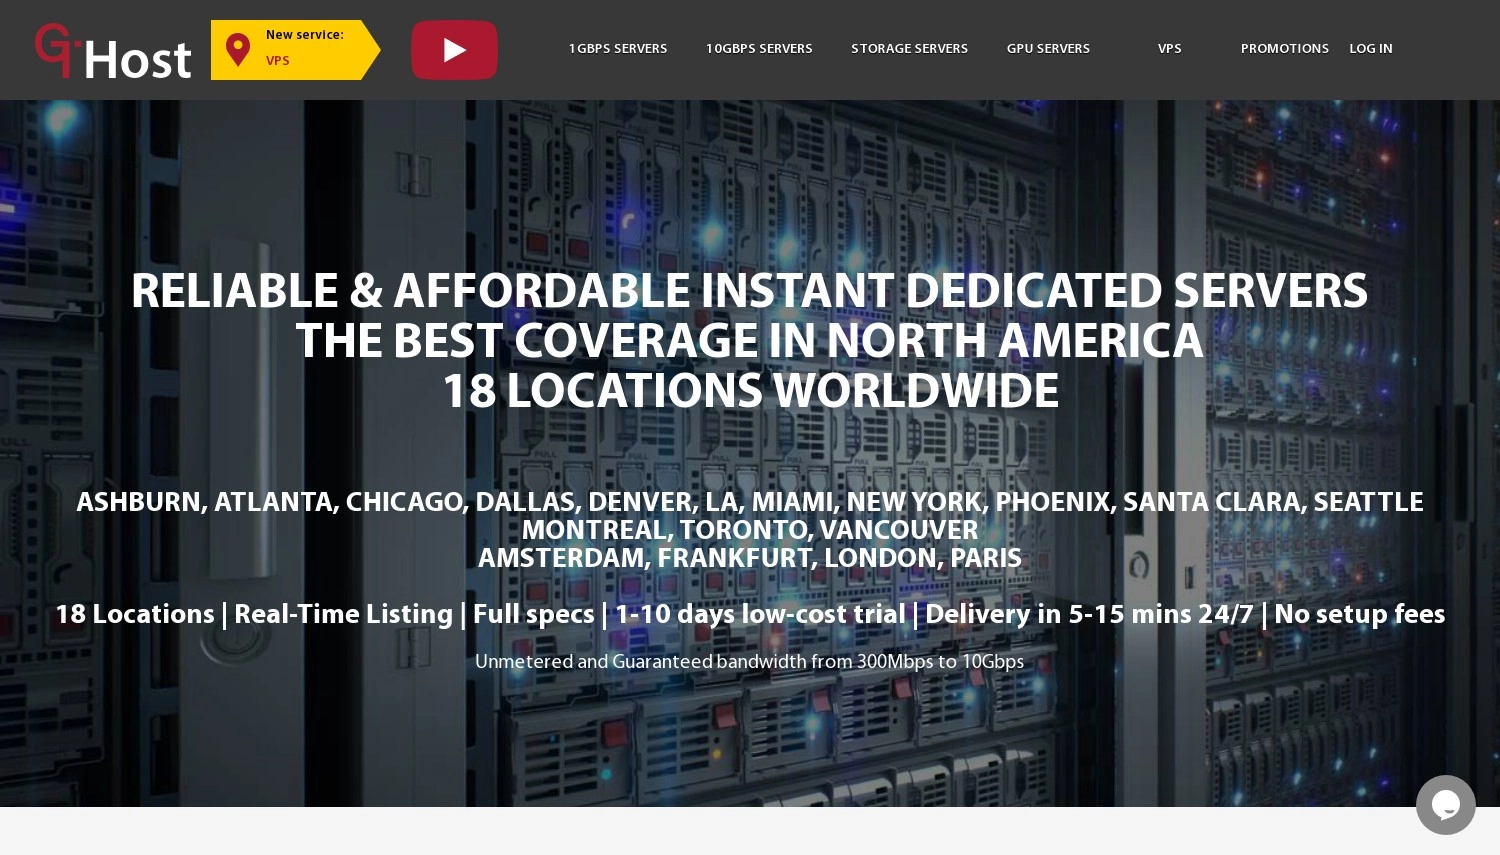 GTHost
New service:
VPS
1GBPS SERVERS
10GBPS SERVERS
STORAGE SERVERS
GPU SERVERS
VPS
PROMOTIONS
LOG IN
RELIABLE & AFFORDABLE INSTANT DEDICATED SERVERS
THE BEST COVERAGE IN NORTH AMERICA
18 LOCATIONS WORLDWIDE
ASHBURN, ATLANTA, CHICAGO, DALLAS, DENVER, LA, MIAMI, NEW YORK, PHOENIX, SANTA CLARA, SEATTLE
MONTREAL, TORONTO, VANCOUVER
AMSTERDAM, FRANKFURT, LONDON, PARIS
18 Locations | Real-Time Listing | Full specs | 1-10 days low-cost trial | Delivery in 5-15 mins 24/7 | No setup fees
Unmetered and Guaranteed bandwidth from 300Mbps to 10Gbps